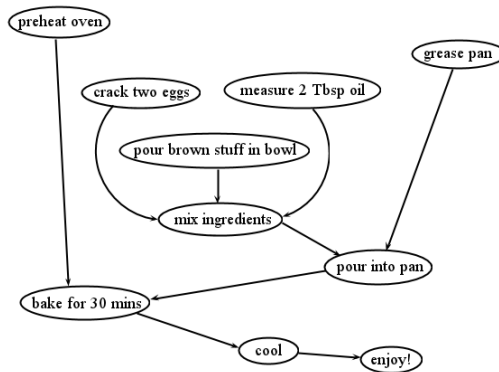 preheat oven
grease pan
crack two eggs
measure 2 Tbsp oil
pour brown stuff in bowl
mix ingredients
pour into pan
bake for 30 mins
cool
enjoy!